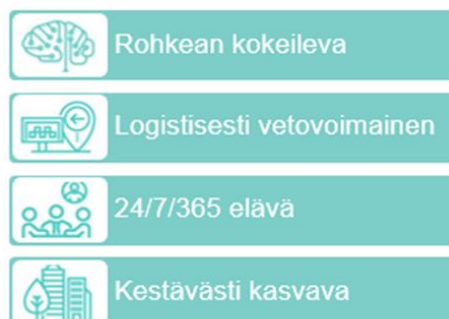 Rohkean kokeileva
Logistisesti vetovoimainen
24/7/365 elävä
Kestävästi kasvava